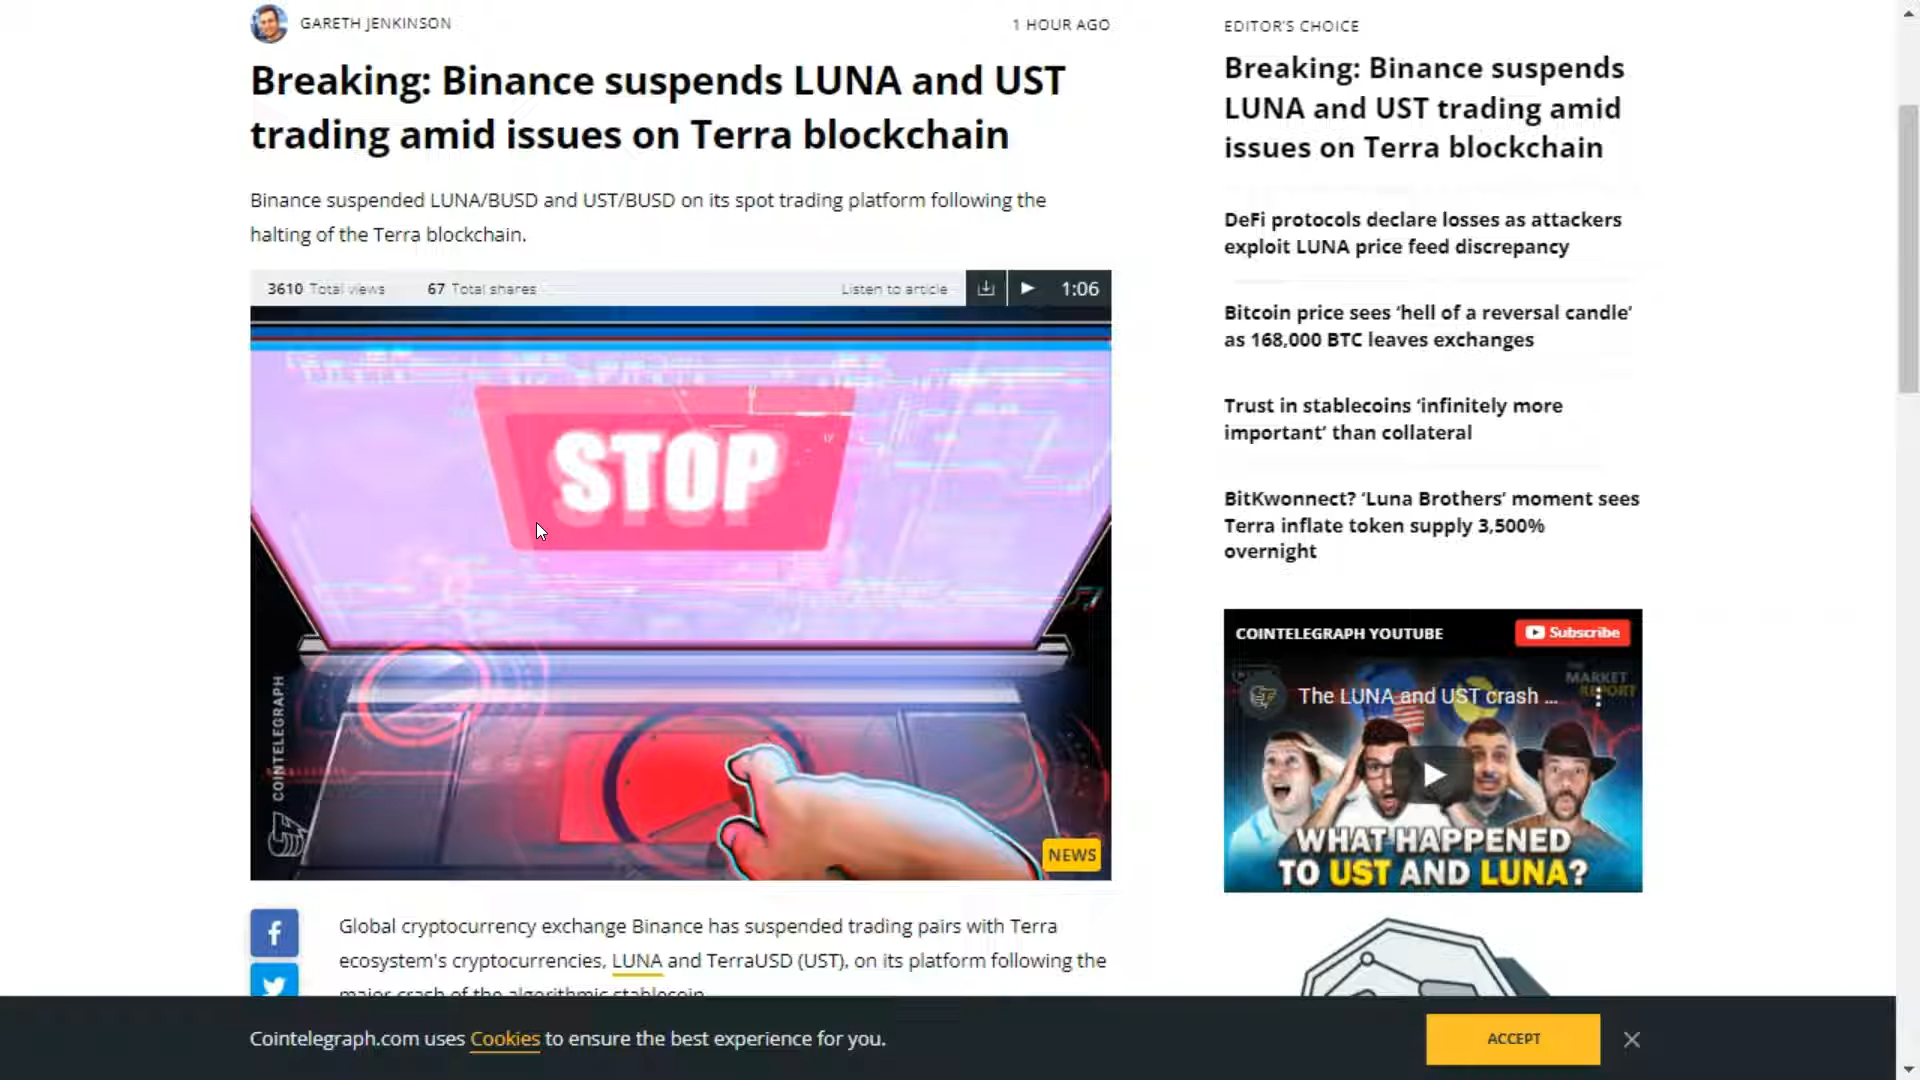 GARETH JENKINSON
1 HOUR AGO
Breaking: Binance suspends LUNA and UST
trading amid issues on Terra blockchain
Binance suspended LUNA/BUSD and UST/BUSD on its spot trading platform following the
halting of the Terra blockchain.
3610 Total views 67 Total shares Listen to article 1:06
STOP
COINTELEGRAPH
NEWS
Global cryptocurrency exchange Binance has suspended trading pairs with Terra
ecosystem's cryptocurrencies, LUNA and TerraUSD (UST), on its platform following the
major crash of the algorithmic stablecoin
EDITOR'S CHOICE
Breaking: Binance suspends
LUNA and UST trading amid
issues on Terra blockchain
DeFi protocols declare losses as attackers
exploit LUNA price feed discrepancy
Bitcoin price sees ‘hell of a reversal candle’
as 168,000 BTC leaves exchanges
Trust in stablecoins ‘infinitely more
important’ than collateral
BitKwonnect? ‘Luna Brothers’ moment sees
Terra inflate token supply 3,500%
overnight
COINTELEGRAPH YOUTUBE
Subscribe
The LUNA and UST crash ...
THE
MARKET
REPORT
WHAT HAPPENED
TO UST AND LUNA?
Cointelegraph.com uses Cookies to ensure the best experience for you.
ACCEPT